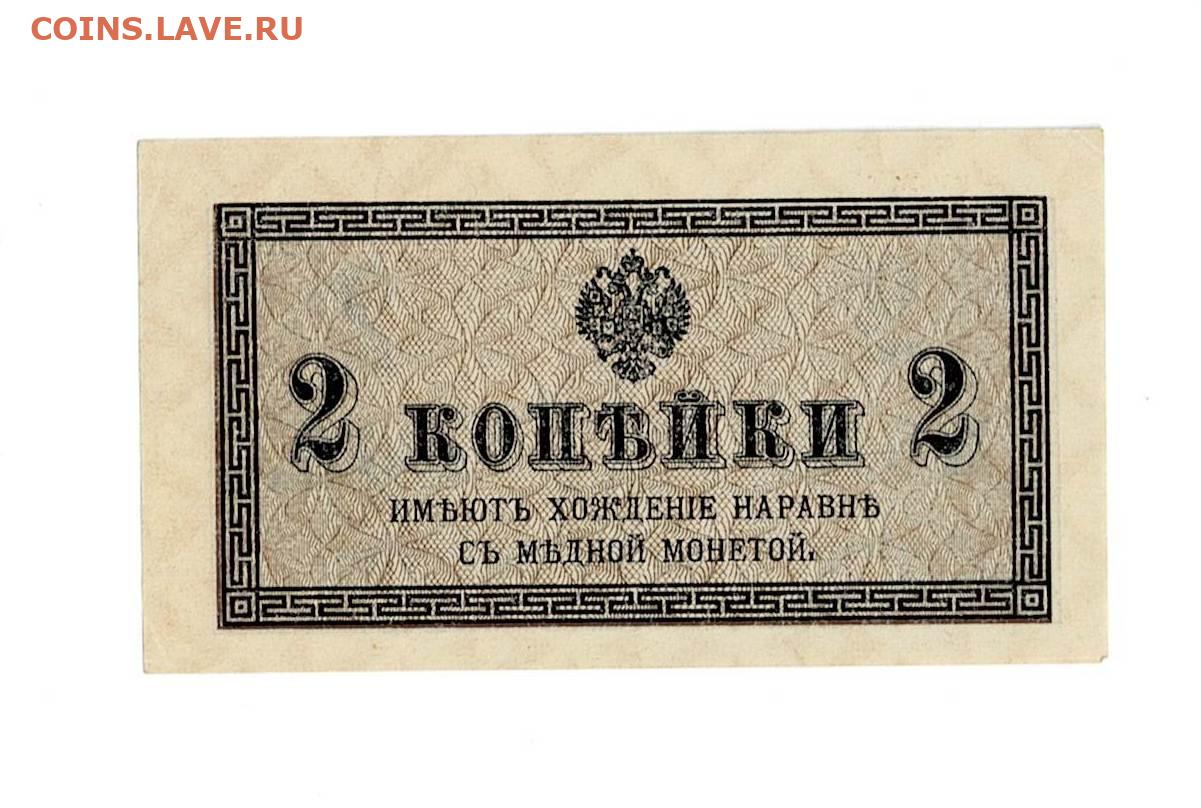 COINS.LAVE.RU
2 КОПѢЙКИ 2
ИМѢЮТЪ ХОЖДЕНІЕ НАРАВНѢ
СЪ МѢДНОЙ МОНЕТОЙ.